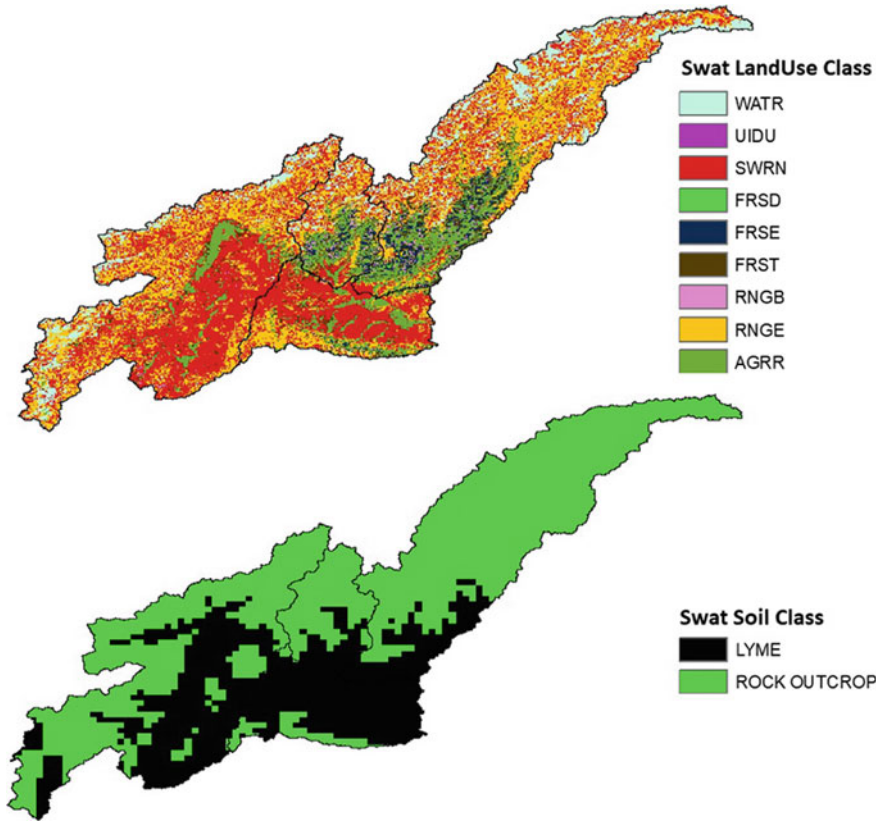 Swat LandUse Class
WATR
UIDU
SWRN
FRSD
FRSE
FRST
RNGB
RNGE
AGRR
Swat Soil Class
LYME
ROCK OUTCROP